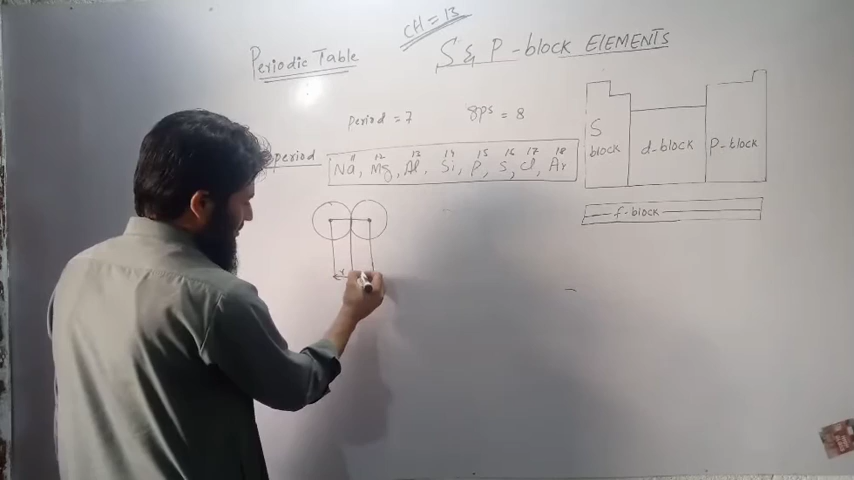 CH = 13
Periodic Table
S & P-block ELEMENTS
Period = 7
gps = 8
period
11 12 13 14 15 16 17 18
Na, Mg, Al, Si, P, S, Cl, Ar
S block
d-block
P-block
f-block